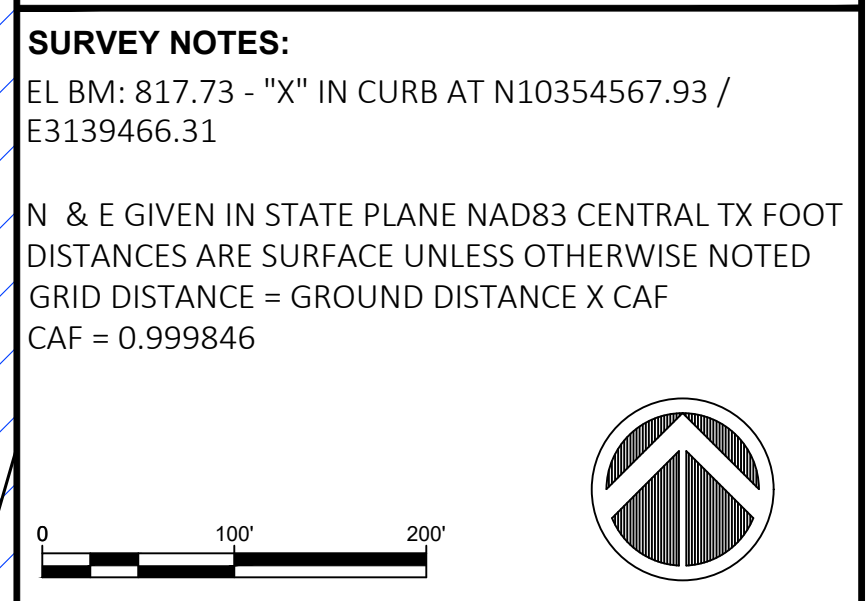 SURVEY NOTES:
EL BM: 817.73 - "X" IN CURB AT N10354567.93 /
E3139466.31
N & E GIVEN IN STATE PLANE NAD83 CENTRAL TX FOOT
DISTANCES ARE SURFACE UNLESS OTHERWISE NOTED
GRID DISTANCE = GROUND DISTANCE X CAF
CAF = 0.999846
0 100' 200'